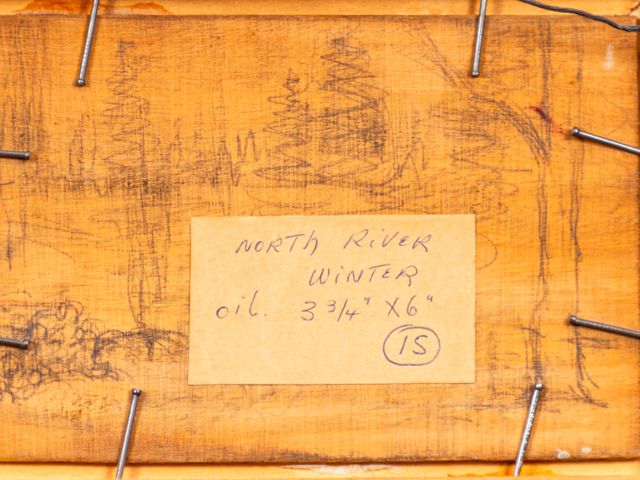 NORTH RIVER
WINTER
oil. 3 3/4" X 6"
15